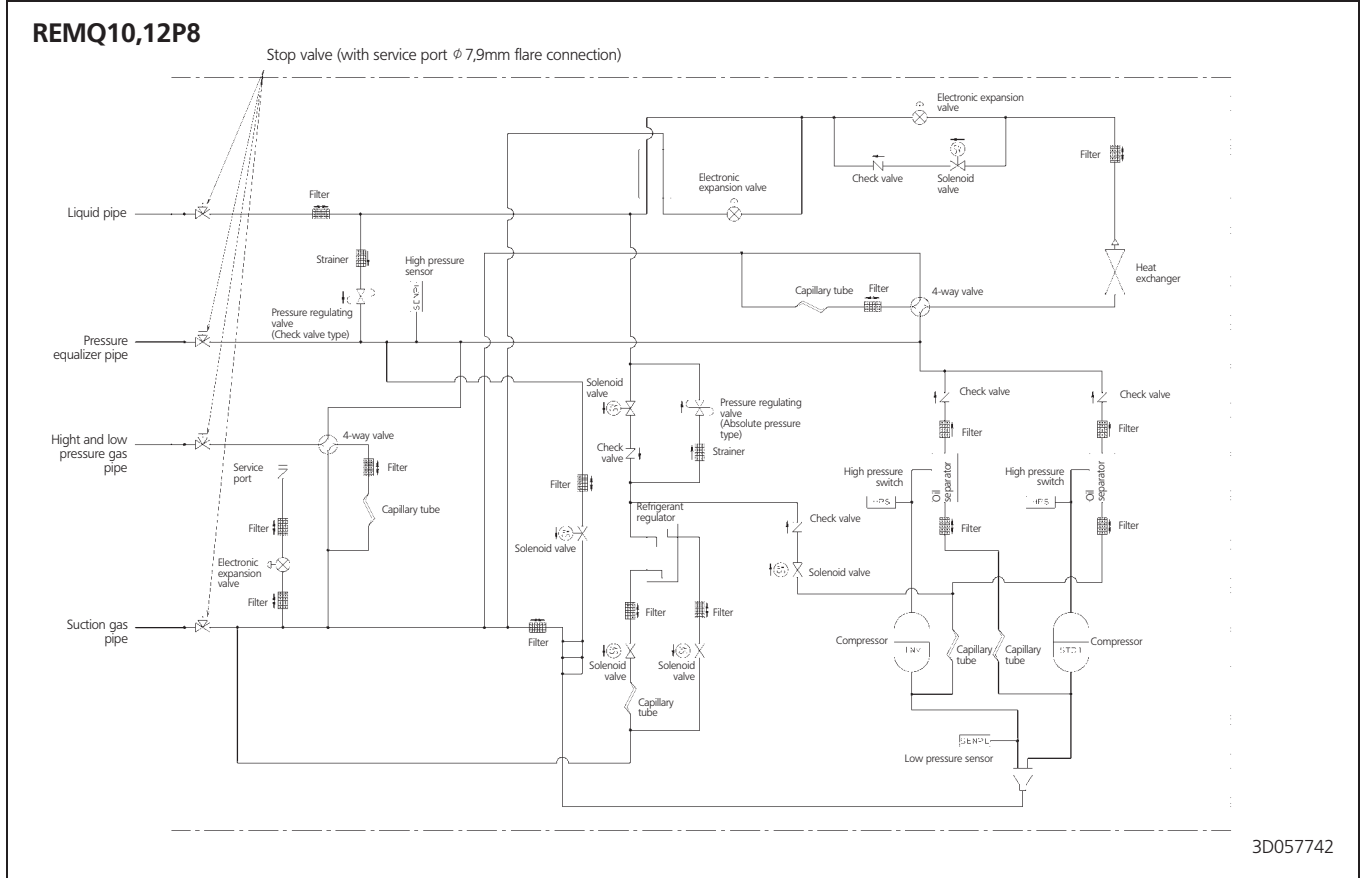 REMQ10,12P8
Stop valve (with service port φ 7,9mm flare connection)
Electronic expansion
valve
Filter
Check valve
Solenoid
valve
Electronic
expansion valve
Filter
Liquid pipe
Strainer
High pressure
sensor
Heat
exchanger
Capillary tube
Filter
4-way valve
Pressure regulating
valve
(Check valve type)
Pressure
equalizer pipe
Solenoid
valve
Pressure regulating
valve
(Absolute pressure
type)
Check valve
Check valve
Filter
Filter
Hight and low
pressure gas
pipe
4-way valve
Check
valve
Strainer
Service
port
Filter
High pressure
switch
High pressure
switch
Oil
separator
Oil
separator
Filter
Capillary tube
Refrigerant
regulator
HPS
HPS
Filter
Check valve
Filter
Filter
Solenoid valve
Electronic
expansion
valve
Solenoid valve
Filter
Filter
Filter
Suction gas
pipe
Filter
Compressor
INV
Capillary
tube
Capillary
tube
STD1
Compressor
Solenoid
valve
Solenoid
valve
Capillary
tube
SENPL
Low pressure sensor
3D057742